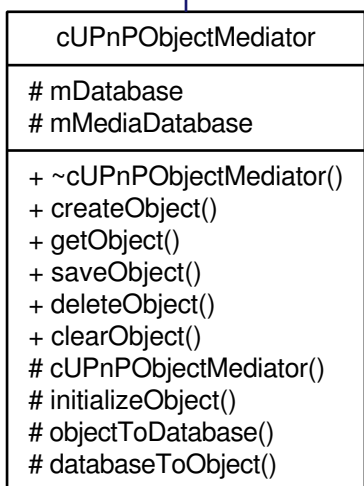 cUPnPObjectMediator
# mDatabase
# mMediaDatabase
+ ~cUPnPObjectMediator()
+ createObject()
+ getObject()
+ saveObject()
+ deleteObject()
+ clearObject()
# cUPnPObjectMediator()
# initializeObject()
# objectToDatabase()
# databaseToObject()